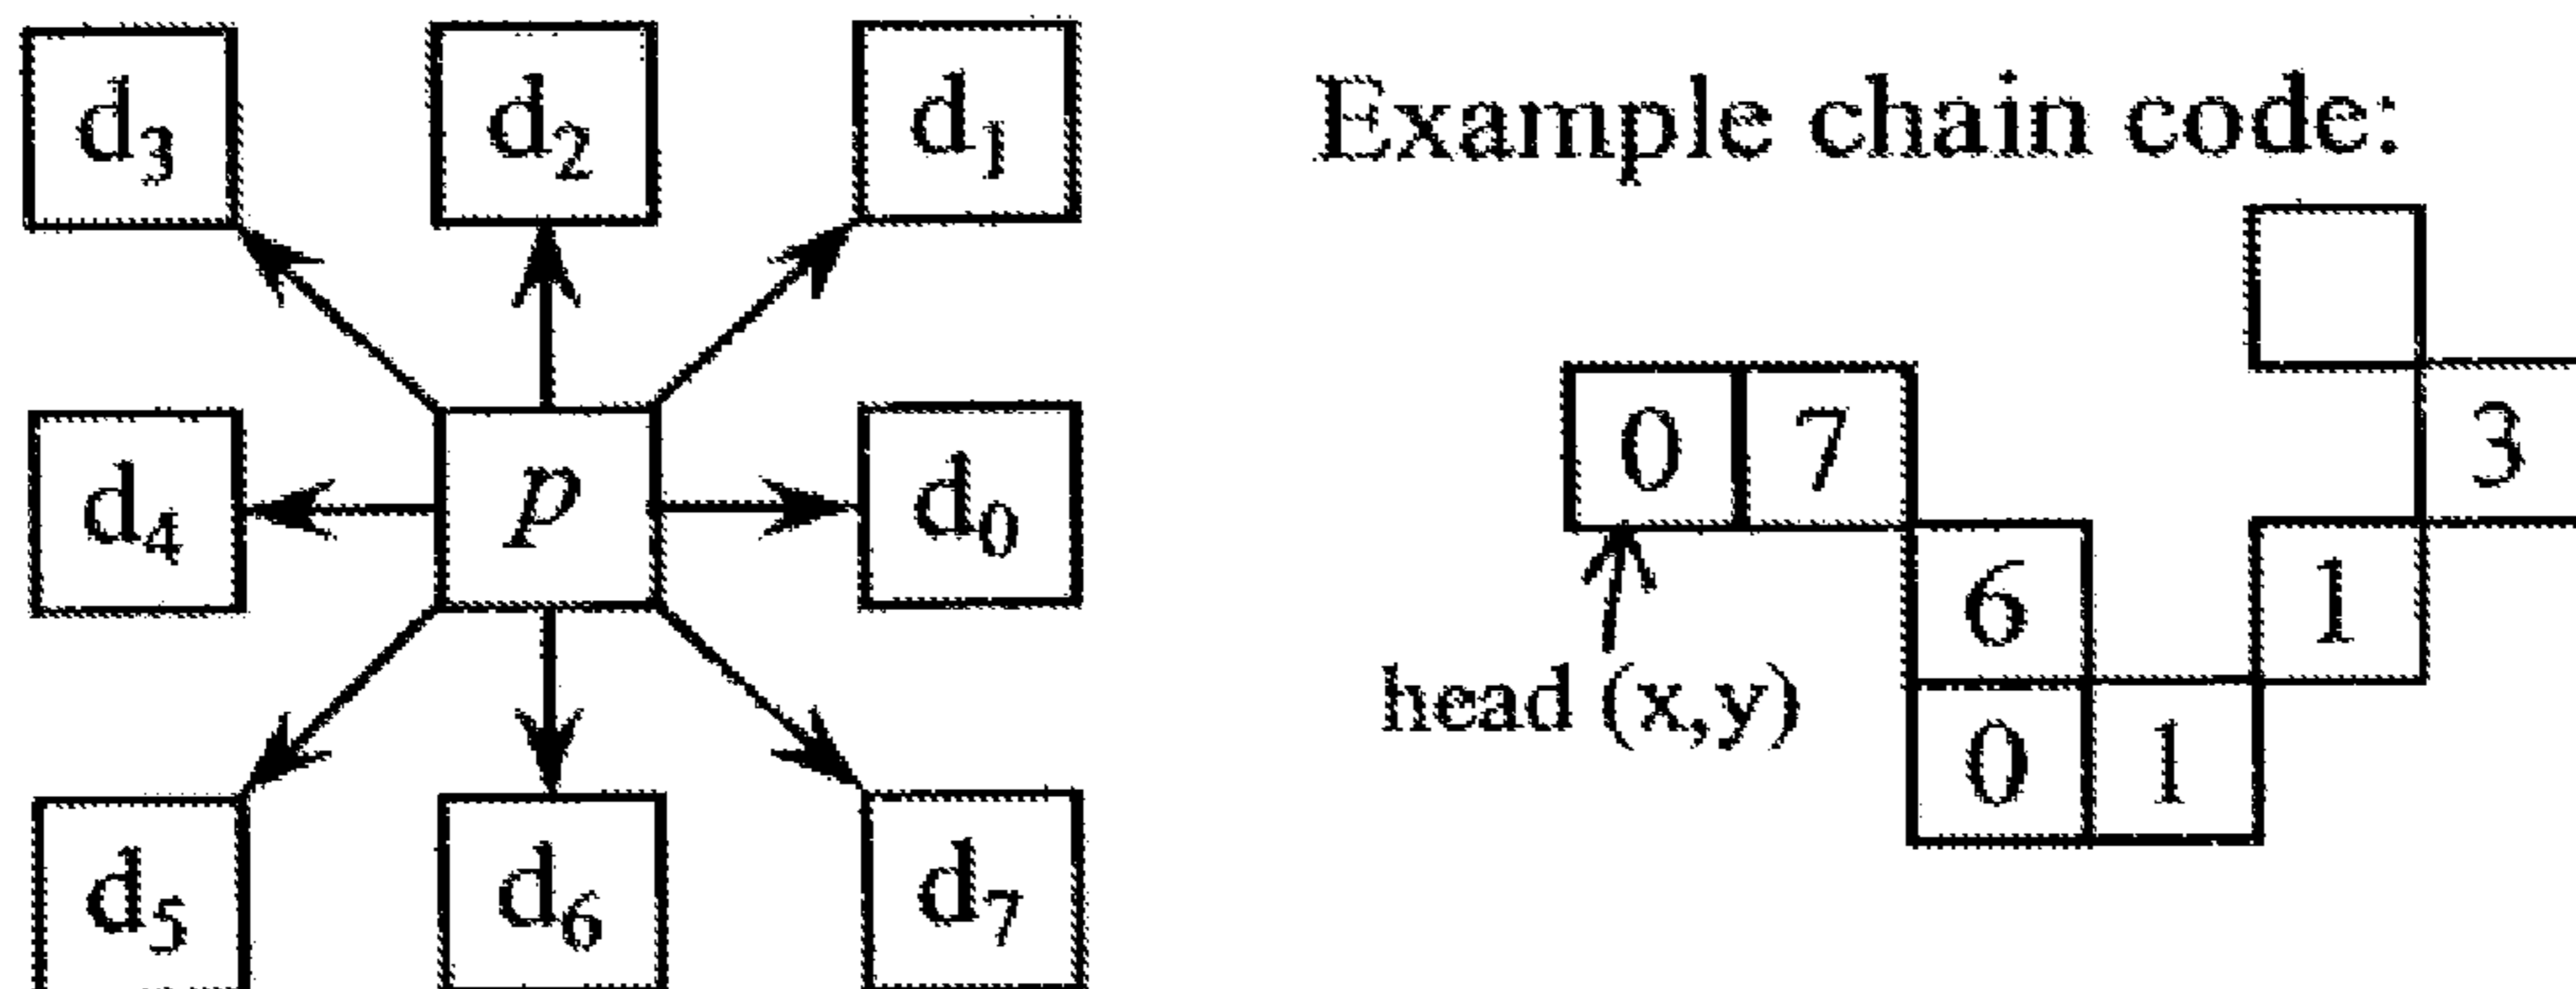 d3 d2 d1
Example chain code:
0 7 3
d4 p d0
6 1
head (x,y)
0 1
d5 d6 d7